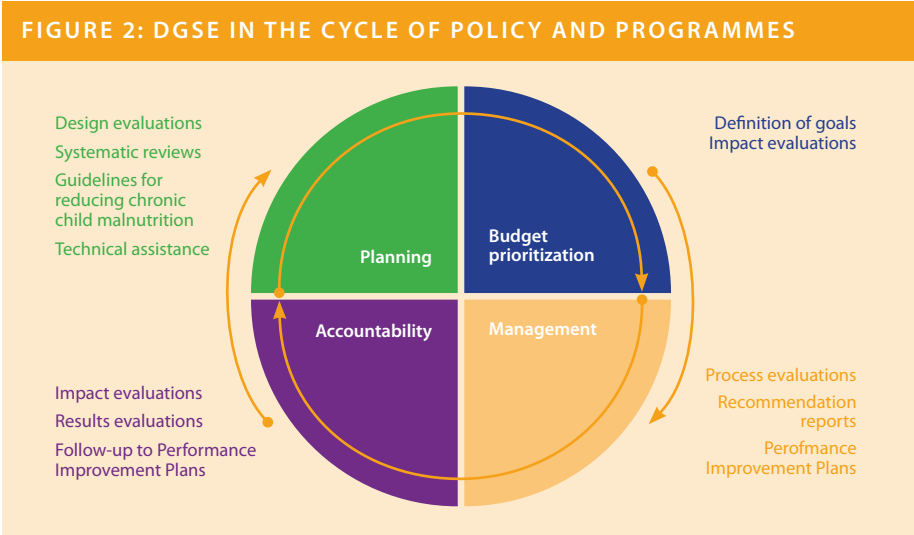 FIGURE 2: DGSE IN THE CYCLE OF POLICY AND PROGRAMMES
Design evaluations
Systematic reviews
Guidelines for
reducing chronic
child malnutrition
Technical assistance
Definition of goals
Impact evaluations
Planning
Budget
prioritization
Accountability
Management
Impact evaluations
Results evaluations
Follow-up to Performance
Improvement Plans
Process evaluations
Recommendation
reports
Perofmance
Improvement Plans